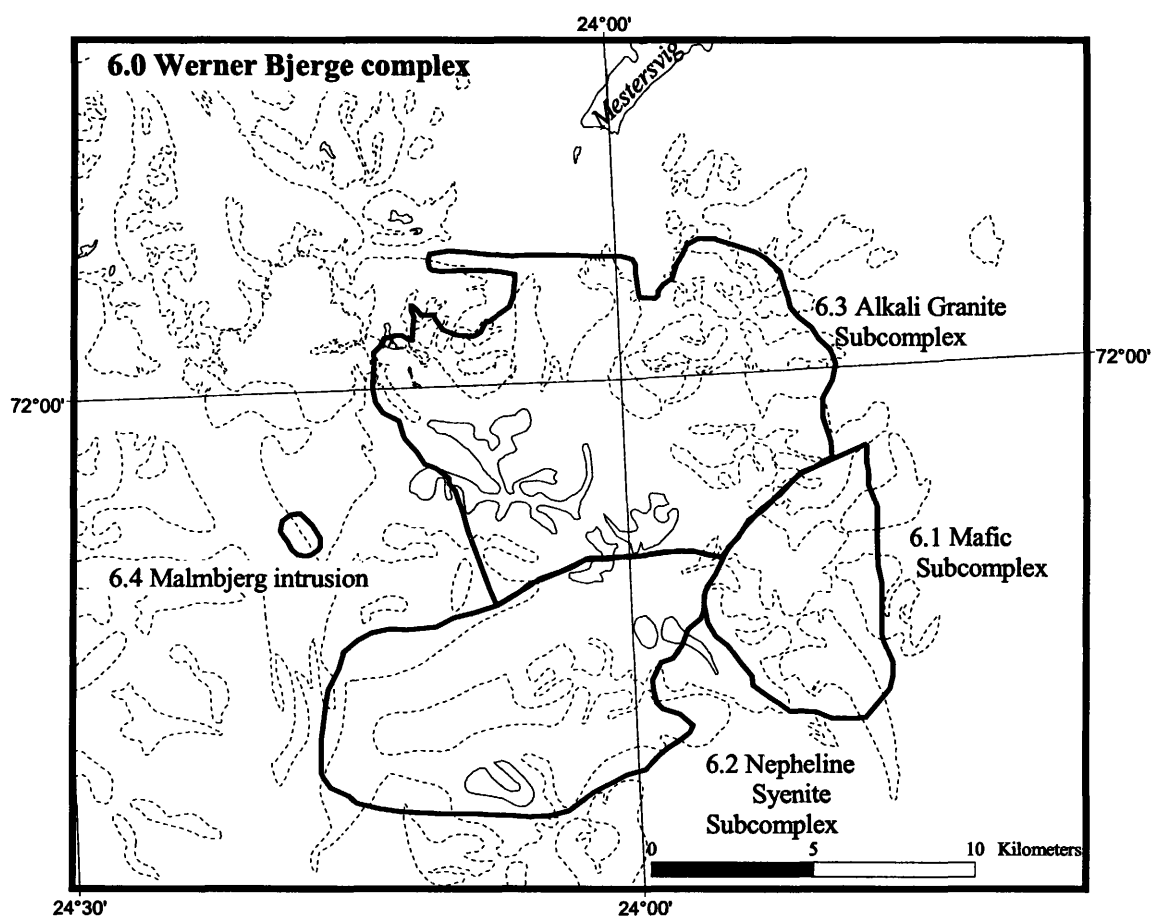 24°00'
6.0 Werner Bjerge complex
Mestersvig
6.3 Alkali Granite
Subcomplex
72°00'
72°00'
6.1 Mafic
Subcomplex
6.4 Malmbjerg intrusion
6.2 Nepheline
Syenite
Subcomplex
0 5 10 Kilometers
24°30'
24°00'